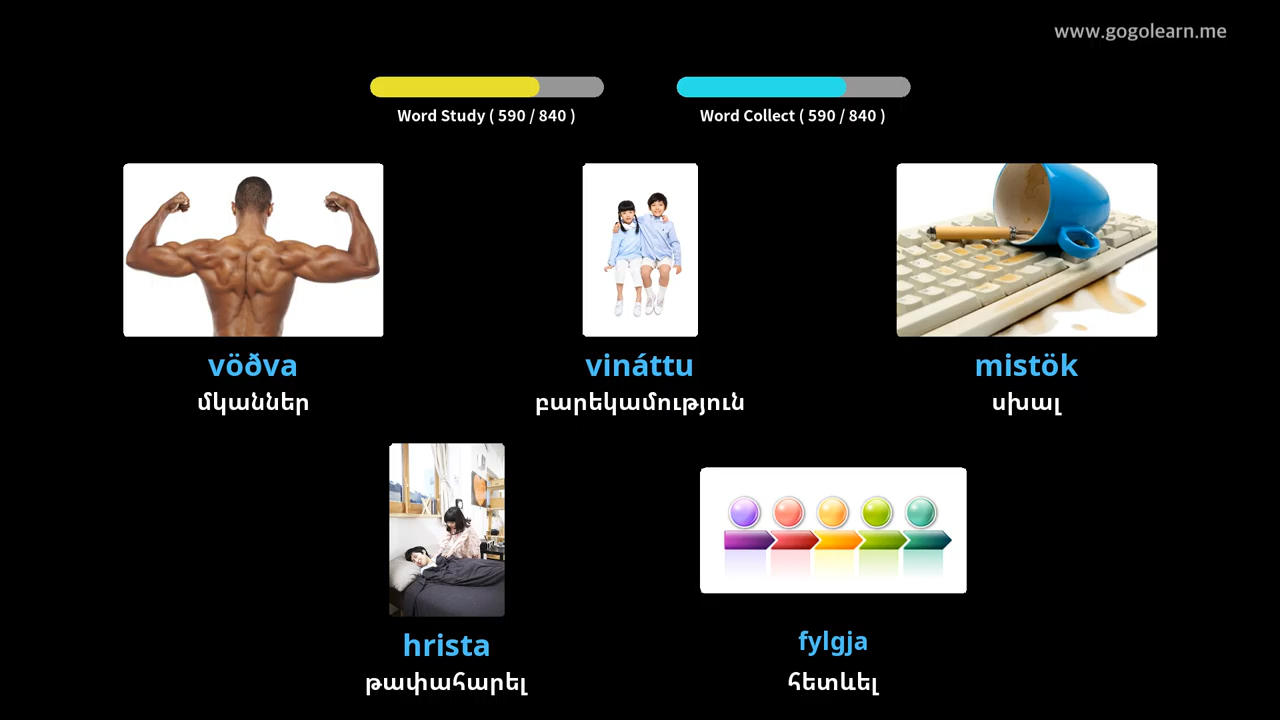 www.gogolearn.me
Word Study ( 590 / 840 )
Word Collect ( 590 / 840 )
vöðva
մկաններ
vináttu
բարեկամություն
mistök
սխալ
hrista
թափահարել
fylgja
հետևել